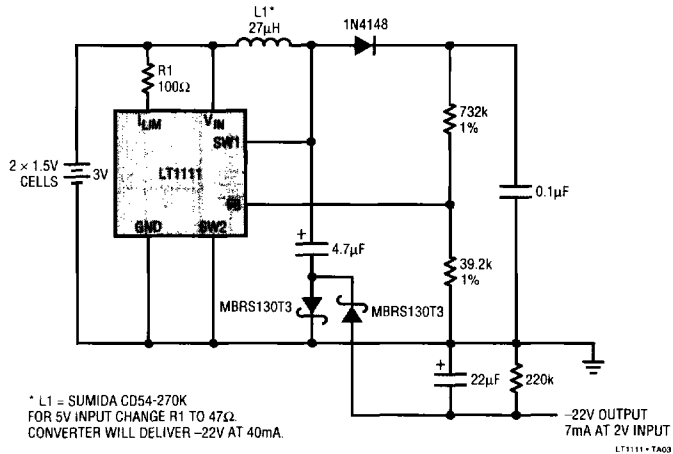 L1*
27µH
1N4148
R1
100Ω
732k
1%
ILIM
VIN
SW1
2 × 1.5V
CELLS
3V
LT1111
FB
0.1µF
GND
SW2
4.7µF
39.2k
1%
MBRS130T3
MBRS130T3
22µF
220k
* L1 = SUMIDA CD54-270K
FOR 5V INPUT CHANGE R1 TO 47Ω.
CONVERTER WILL DELIVER –22V AT 40mA.
–22V OUTPUT
7mA AT 2V INPUT
LT1111 • TA03